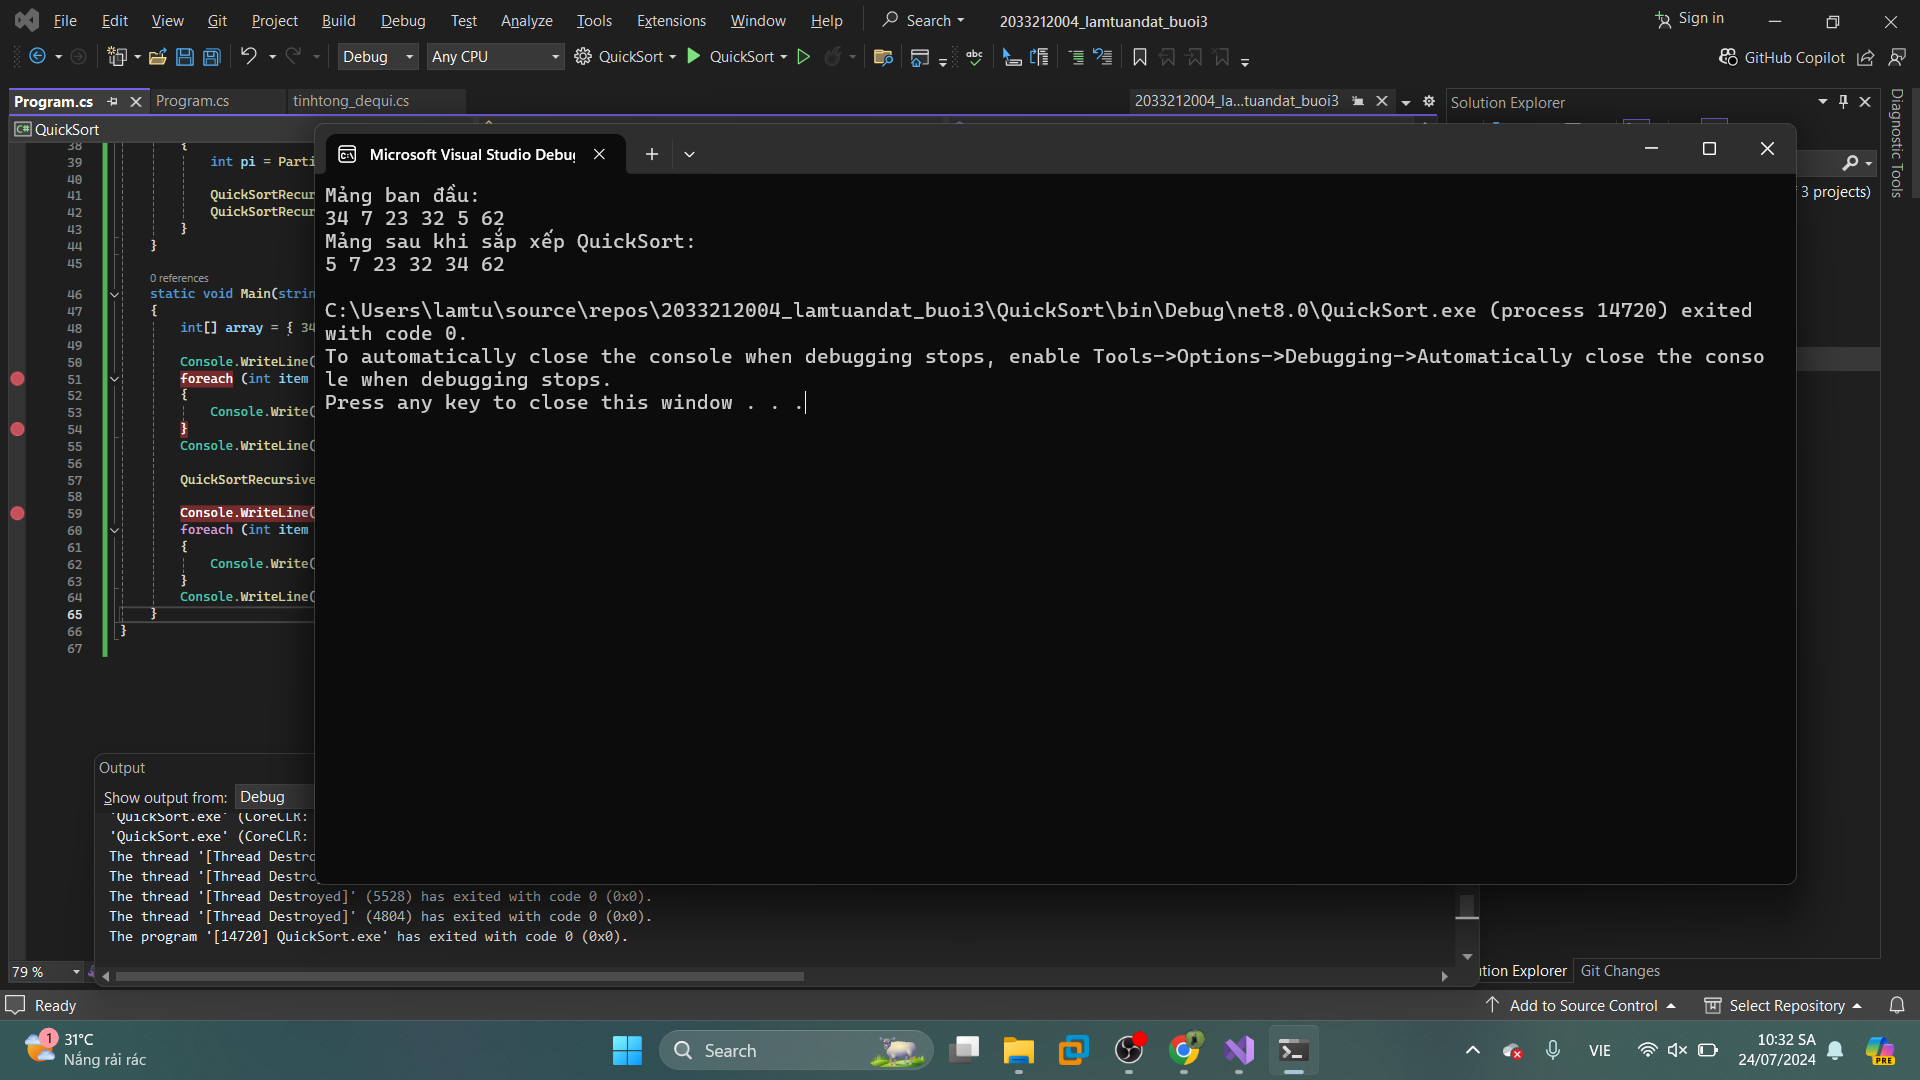 File Edit View Git Project Build Debug Test Analyze Tools Extensions Window Help Search 2033212004_lamtuandat_buoi3 Sign in
Debug Any CPU QuickSort QuickSort GitHub Copilot
Program.cs Program.cs tinhtong_dequi.cs 2033212004_la...tuandat_buoi3 Solution Explorer
C# QuickSort
Diagnostic Tools
3 projects)
38 {
39 int pi = Parti
40
41 QuickSortRecur
42 QuickSortRecur
43 }
44 }
45
0 references
46 static void Main(strin
47 {
48 int[] array = { 34
49
50 Console.WriteLine(
51 foreach (int item
52 {
53 Console.Write(
54 }
55 Console.WriteLine(
56
57 QuickSortRecursive
58
59 Console.WriteLine(
60 foreach (int item
61 {
62 Console.Write(
63 }
64 Console.WriteLine(
65 }
66 }
67
Microsoft Visual Studio Debug
Mảng ban đầu:
34 7 23 32 5 62
Mảng sau khi sắp xếp QuickSort:
5 7 23 32 34 62
C:\Users\lamtu\source\repos\2033212004_lamtuandat_buoi3\QuickSort\bin\Debug\net8.0\QuickSort.exe (process 14720) exited
with code 0.
To automatically close the console when debugging stops, enable Tools->Options->Debugging->Automatically close the conso
le when debugging stops.
Press any key to close this window . . .
Output
Show output from: Debug
'QuickSort.exe' (CoreCLR:
'QuickSort.exe' (CoreCLR:
The thread '[Thread Destro
The thread '[Thread Destro
The thread '[Thread Destroyed]' (5528) has exited with code 0 (0x0).
The thread '[Thread Destroyed]' (4804) has exited with code 0 (0x0).
The program '[14720] QuickSort.exe' has exited with code 0 (0x0).
79 %
tion Explorer Git Changes
Ready Add to Source Control Select Repository
1 31°C
Nắng rải rác
Search
VIE
10:32 SA
24/07/2024
PRE